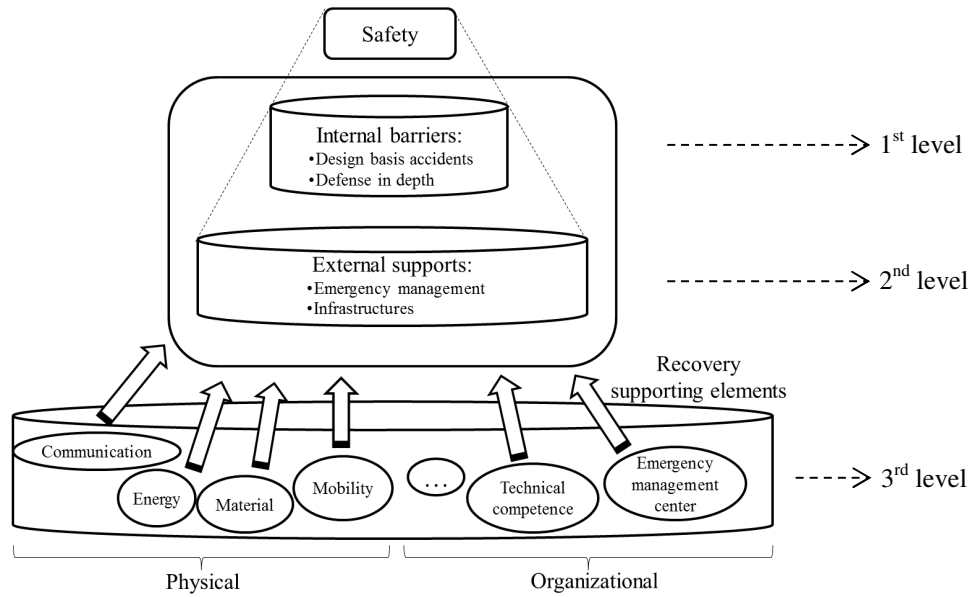 Safety
Internal barriers:
•Design basis accidents
•Defense in depth
1st level
External supports:
•Emergency management
•Infrastructures
2nd level
Recovery
supporting elements
Communication
Energy
Material
Mobility
...
Technical
competence
Emergency
management
center
3rd level
Physical
Organizational